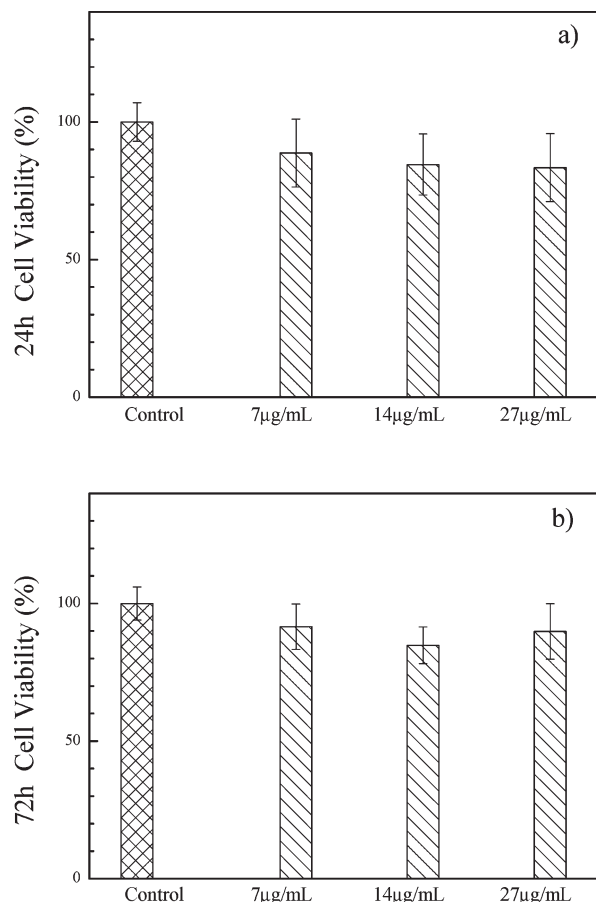 a)
24h Cell Viability (%)
100
50
0
Control 7µg/mL 14µg/mL 27µg/mL
b)
72h Cell Viability (%)
100
50
0
Control 7µg/mL 14µg/mL 27µg/mL